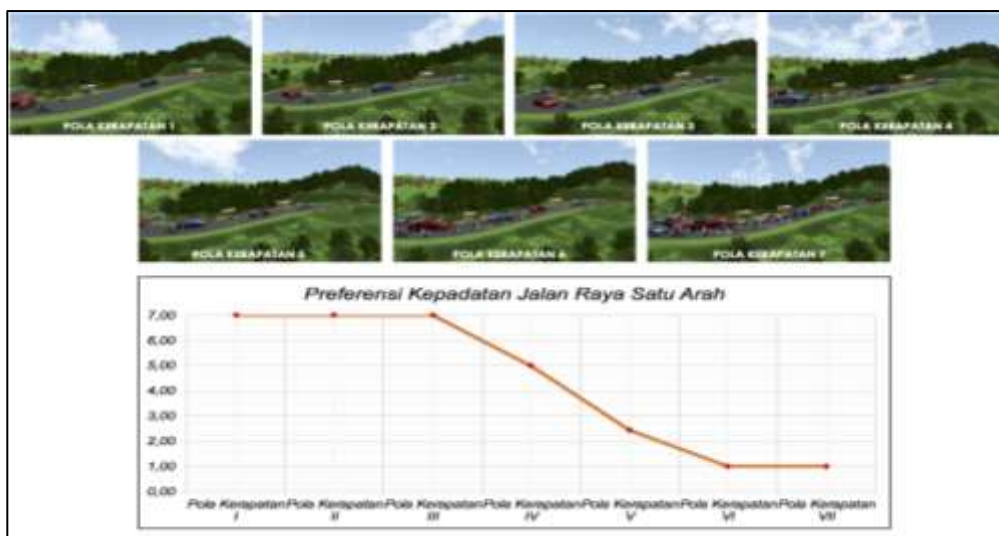 POLA KERAPATAN 1
POLA KERAPATAN 2
POLA KERAPATAN 3
POLA KERAPATAN 4
POLA KERAPATAN 5
POLA KERAPATAN 6
POLA KERAPATAN 7
Preferensi Kepadatan Jalan Raya Satu Arah
7,00
6,00
5,00
4,00
3,00
2,00
1,00
0,00
Pola Kerapatan I
Pola Kerapatan II
Pola Kerapatan III
Pola Kerapatan IV
Pola Kerapatan V
Pola Kerapatan VI
Pola Kerapatan VII